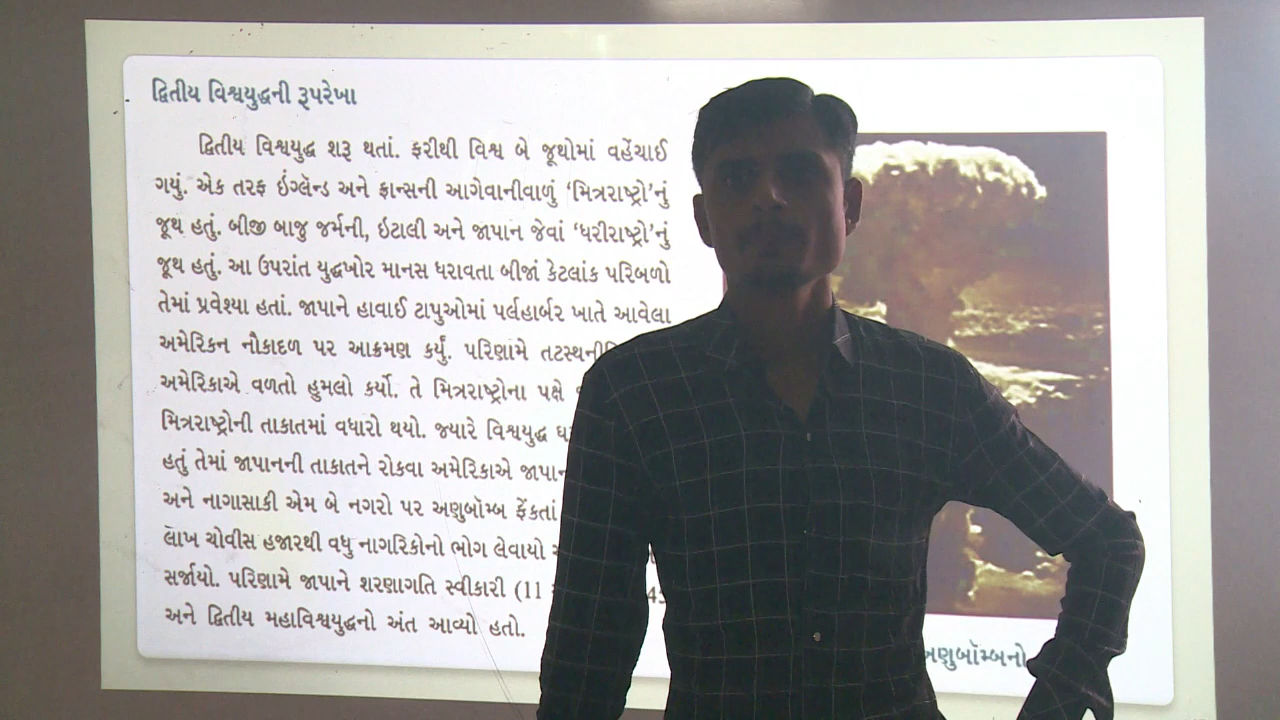 દ્વિતીય વિશ્વયુદ્ધની રૂપરેખા
દ્વિતીય વિશ્વયુદ્ધ શરૂ થતાં. ફરીથી વિશ્વ બે જૂથોમાં વહેંચાઈ
ગયું. એક તરફ ઇંગ્લૅન્ડ અને ફ્રાન્સની આગેવાનીવાળું ‘મિત્રરાષ્ટ્રો’નું
જૂથ હતું. બીજી બાજુ જર્મની, ઇટાલી અને જાપાન જેવાં ‘ધરીરાષ્ટ્રો’નું
જૂથ હતું. આ ઉપરાંત યુદ્ધખોર માનસ ધરાવતા બીજાં કેટલાંક પરિબળો
તેમાં પ્રવેશ્યા હતાં. જાપાને હાવાઈ ટાપુઓમાં પર્લહાર્બર ખાતે આવેલા
અમેરિકન નૌકાદળ પર આક્રમણ કર્યું. પરિણામે
અમેરિકાએ વળતો હુમલો કર્યો. તે મિત્રરાષ્ટ્રોના પક્ષે
મિત્રરાષ્ટ્રોની તાકાતમાં વધારો થયો. જ્યારે વિશ્વયુદ્ધ
હતું તેમાં જાપાનની તાકાતને રોકવા અમેરિકાએ
અને નાગાસાકી એમ બે નગરો પર અણુબૉમ્બ ફેંકતાં
લાખ ચોવીસ હજારથી વધુ નાગરિકોનો ભોગ લેવાયો
સર્જાયો. પરિણામે જાપાને શરણાગતિ સ્વીકારી (11
અને દ્વિતીય મહાવિશ્વયુદ્ધનો અંત આવ્યો હતો.
અણુબૉમ્બનો